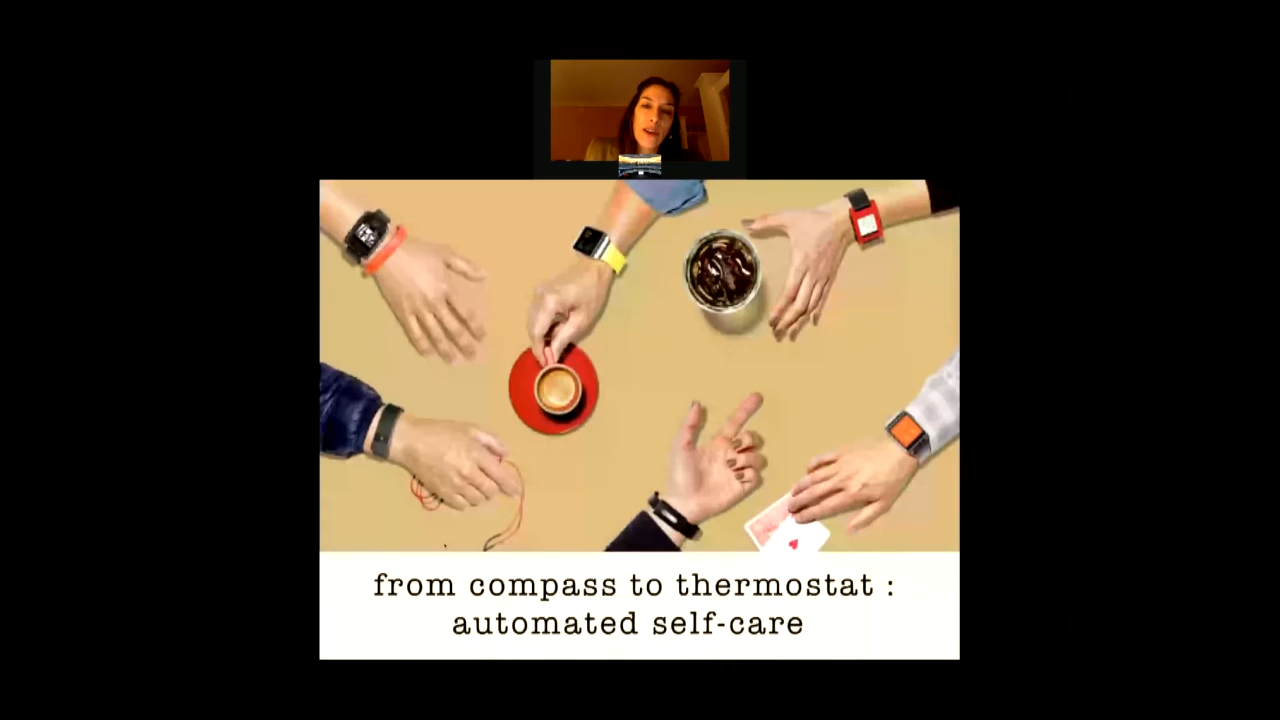 from compass to thermostat :
automated self-care